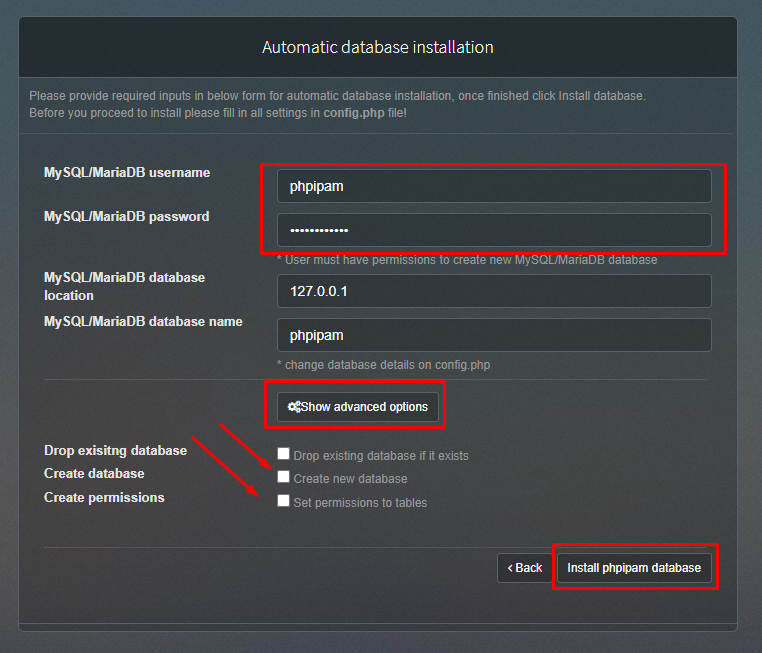 Automatic database installation
Please provide required inputs in below form for automatic database installation, once finished click Install database.
Before you proceed to install please fill in all settings in config.php file!
MySQL/MariaDB username
phpipam
MySQL/MariaDB password
••••••••••••
* User must have permissions to create new MySQL/MariaDB database
MySQL/MariaDB database
location
127.0.0.1
MySQL/MariaDB database name
phpipam
* change database details on config.php
Show advanced options
Drop exisitng database
Drop existing database if it exists
Create database
Create new database
Create permissions
Set permissions to tables
< Back
Install phpipam database